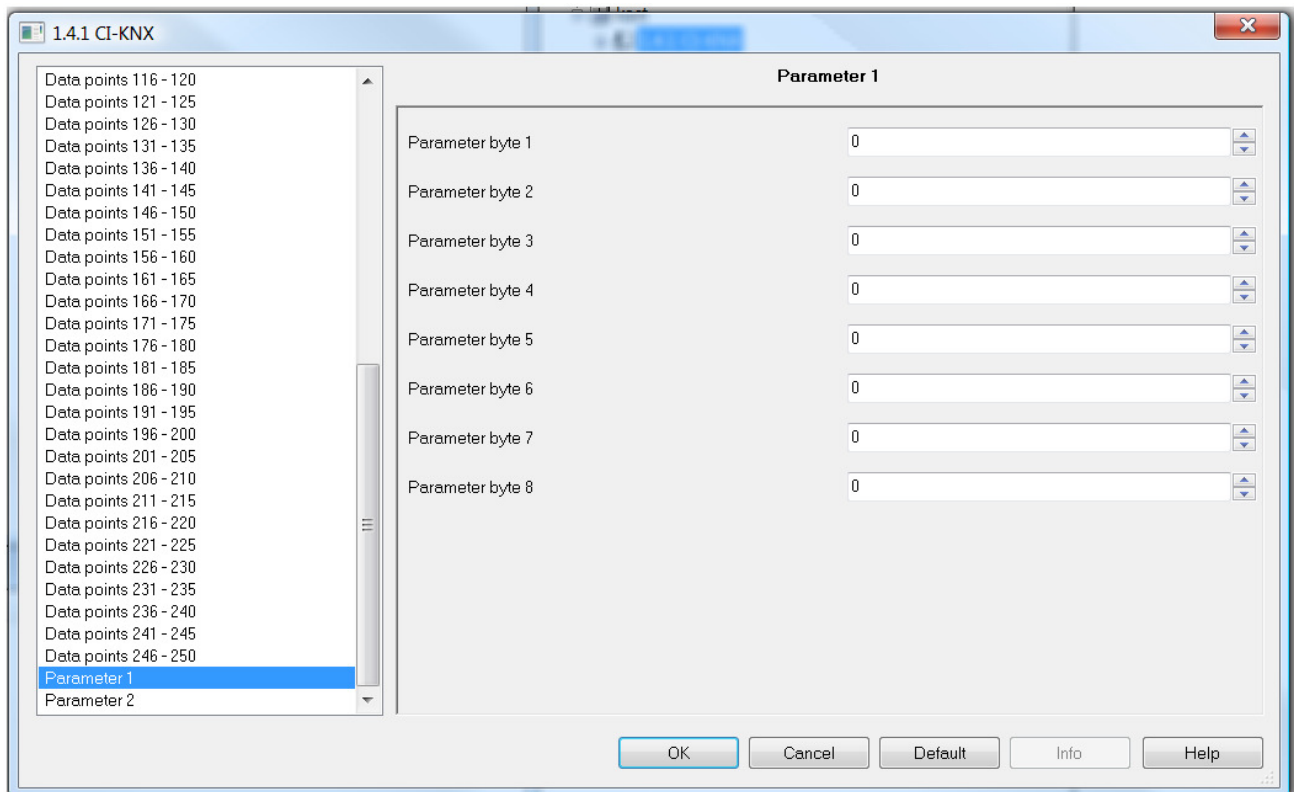 1.4.1 CI-KNX
Data points 116 - 120
Data points 121 - 125
Data points 126 - 130
Data points 131 - 135
Data points 136 - 140
Data points 141 - 145
Data points 146 - 150
Data points 151 - 155
Data points 156 - 160
Data points 161 - 165
Data points 166 - 170
Data points 171 - 175
Data points 176 - 180
Data points 181 - 185
Data points 186 - 190
Data points 191 - 195
Data points 196 - 200
Data points 201 - 205
Data points 206 - 210
Data points 211 - 215
Data points 216 - 220
Data points 221 - 225
Data points 226 - 230
Data points 231 - 235
Data points 236 - 240
Data points 241 - 245
Data points 246 - 250
Parameter 1
Parameter 2
Parameter 1
Parameter byte 1 0
Parameter byte 2 0
Parameter byte 3 0
Parameter byte 4 0
Parameter byte 5 0
Parameter byte 6 0
Parameter byte 7 0
Parameter byte 8 0
OK Cancel Default Info Help